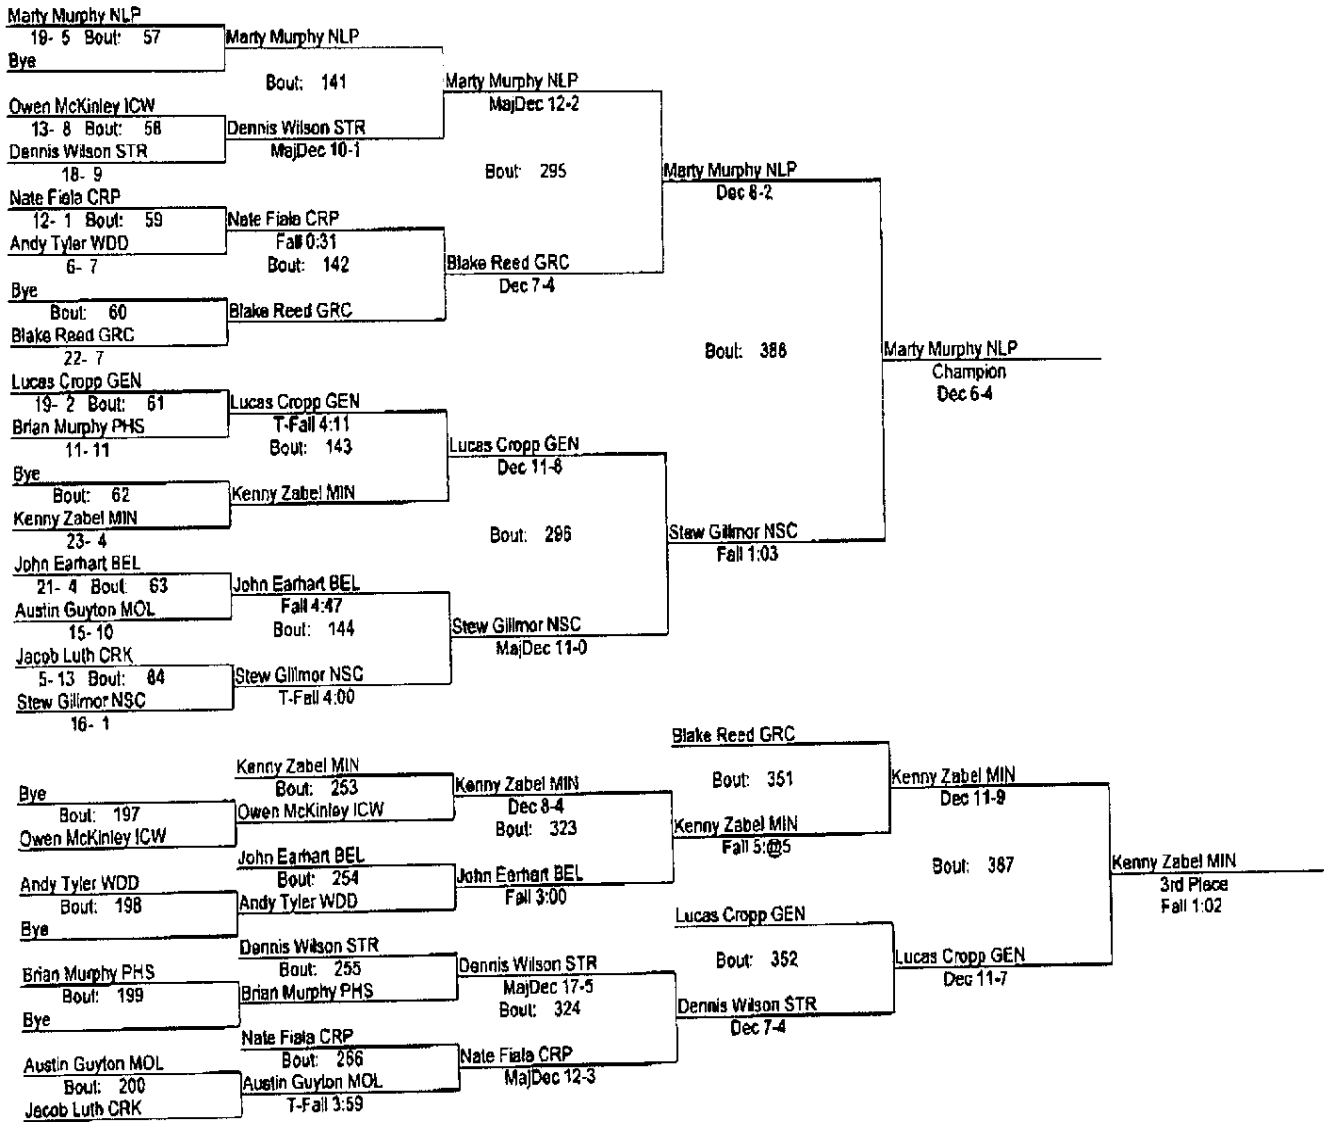 Marty Murphy NLP
19- 5 Bout: 57
Bye
Marty Murphy NLP
Bout: 141
Owen McKinley ICW
13- 8 Bout: 58
Dennis Wilson STR
18- 9
Dennis Wilson STR
MajDec 10-1
Marty Murphy NLP
MajDec 12-2
Bout: 295
Nate Fiala CRP
12- 1 Bout: 59
Andy Tyler WDD
6- 7
Nate Fiala CRP
Fall 0:31
Bout: 142
Bye
Bout: 60
Blake Reed GRC
22- 7
Blake Reed GRC
Blake Reed GRC
Dec 7-4
Marty Murphy NLP
Dec 8-2
Bout: 386
Marty Murphy NLP
Champion
Dec 6-4
Lucas Cropp GEN
19- 2 Bout: 61
Brian Murphy PHS
11- 11
Lucas Cropp GEN
T-Fall 4:11
Bout: 143
Bye
Bout: 62
Kenny Zabel MIN
23- 4
Kenny Zabel MIN
Lucas Cropp GEN
Dec 11-8
Bout: 296
John Earhart BEL
21- 4 Bout: 63
Austin Guyton MOL
15- 10
John Earhart BEL
Fall 4:47
Bout: 144
Jacob Luth CRK
5- 13 Bout: 64
Stew Gillmor NSC
16- 1
Stew Gillmor NSC
T-Fall 4:00
Stew Gillmor NSC
MajDec 11-0
Stew Gillmor NSC
Fall 1:03
Bye
Bout: 197
Owen McKinley ICW
Kenny Zabel MIN
Bout: 253
Owen McKinley ICW
Kenny Zabel MIN
Dec 8-4
Bout: 323
Andy Tyler WDD
Bout: 198
Bye
John Earhart BEL
Bout: 254
Andy Tyler WDD
John Earhart BEL
Fall 3:00
Blake Reed GRC
Bout: 351
Kenny Zabel MIN
Kenny Zabel MIN
Dec 11-9
Bout: 387
Kenny Zabel MIN
3rd Place
Fall 1:02
Brian Murphy PHS
Bout: 199
Bye
Dennis Wilson STR
Bout: 255
Brian Murphy PHS
Dennis Wilson STR
MajDec 17-5
Bout: 324
Austin Guyton MOL
Bout: 200
Jacob Luth CRK
Nate Fiala CRP
Bout: 256
Austin Guyton MOL
T-Fall 3:59
Nate Fiala CRP
MajDec 12-3
Lucas Cropp GEN
Bout: 352
Dennis Wilson STR
Dec 7-4
Lucas Cropp GEN
Dec 11-7